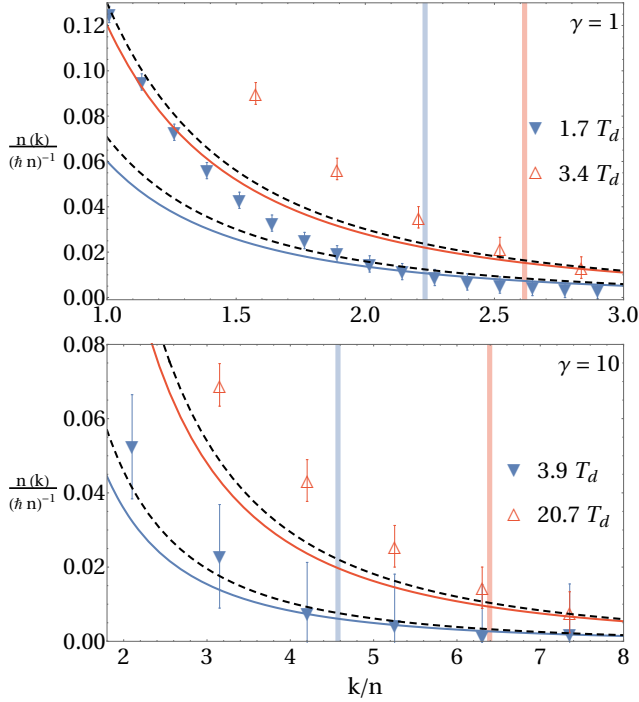 0.12
γ = 1
0.10
0.08
1.7 T_d
n(k)
(ℏ n)⁻¹
0.06
3.4 T_d
0.04
0.02
0.00
1.0 1.5 2.0 2.5 3.0
0.08
γ = 10
0.06
3.9 T_d
n(k)
(ℏ n)⁻¹
0.04
20.7 T_d
0.02
0.00
2 3 4 5 6 7 8
k/n